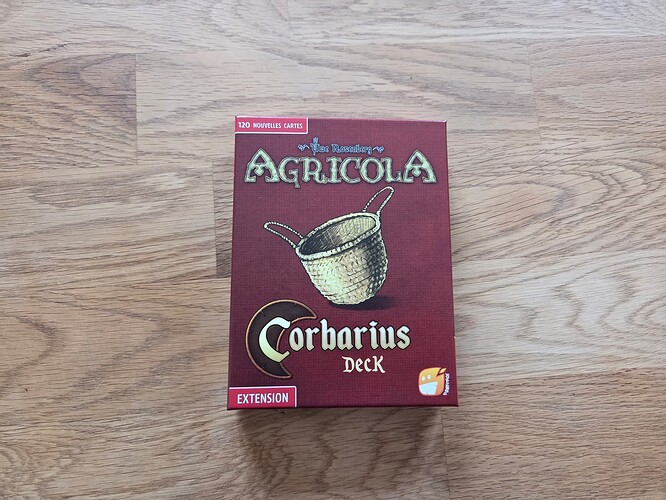 120 NOUVELLES CARTES
Uwe Rosenberg
AGRICOLA
Corbarius
DECK
EXTENSION